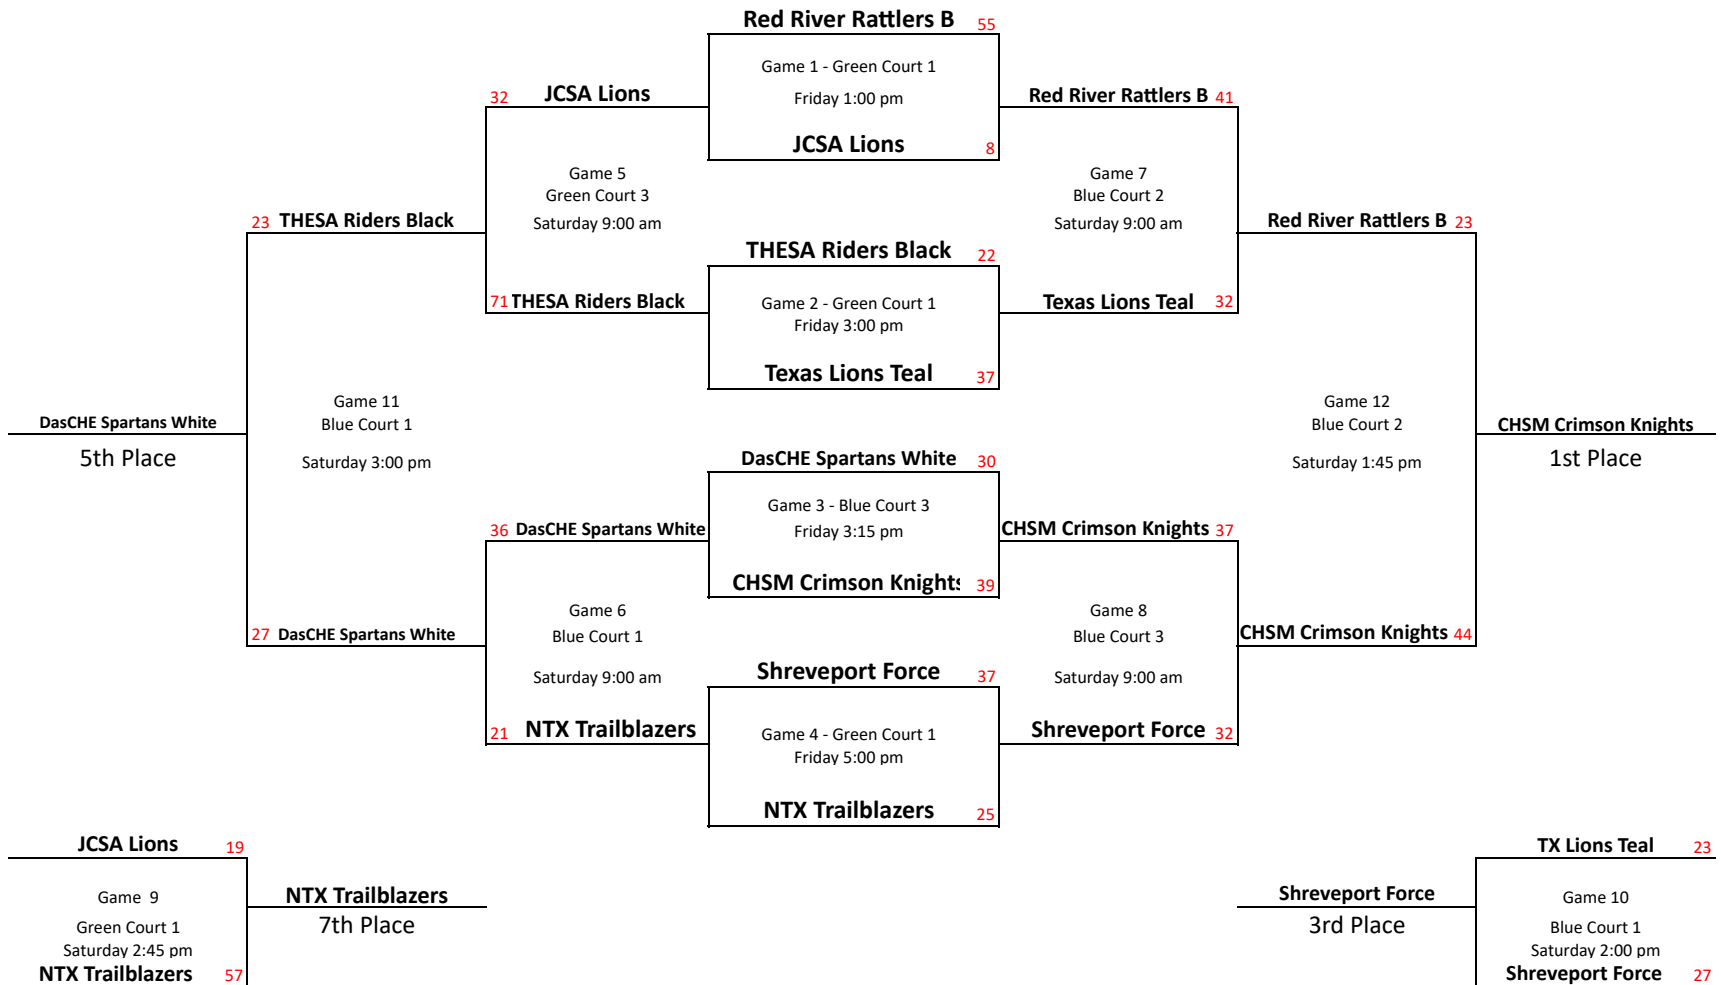 Red River Rattlers B 55
Game 1 - Green Court 1
Friday 1:00 pm
32 JCSA Lions
Red River Rattlers B 41
JCSA Lions 8
Game 5
Green Court 3
Saturday 9:00 am
Game 7
Blue Court 2
Saturday 9:00 am
23 THESA Riders Black
Red River Rattlers B 23
THESA Riders Black 22
71 THESA Riders Black
Game 2 - Green Court 1
Friday 3:00 pm
Texas Lions Teal 32
Texas Lions Teal 37
Game 11
Blue Court 1
Saturday 3:00 pm
Game 12
Blue Court 2
Saturday 1:45 pm
DasCHE Spartans White
5th Place
CHSM Crimson Knights
1st Place
DasCHE Spartans White 30
Game 3 - Blue Court 3
Friday 3:15 pm
36 DasCHE Spartans White
CHSM Crimson Knights 37
CHSM Crimson Knights 39
Game 6
Blue Court 1
Saturday 9:00 am
Game 8
Blue Court 3
Saturday 9:00 am
27 DasCHE Spartans White
CHSM Crimson Knights 44
Shreveport Force 37
21 NTX Trailblazers
Game 4 - Green Court 1
Friday 5:00 pm
Shreveport Force 32
NTX Trailblazers 25
JCSA Lions 19
Game 9
Green Court 1
Saturday 2:45 pm
NTX Trailblazers 57
NTX Trailblazers
7th Place
Shreveport Force
3rd Place
TX Lions Teal 23
Game 10
Blue Court 1
Saturday 2:00 pm
Shreveport Force 27